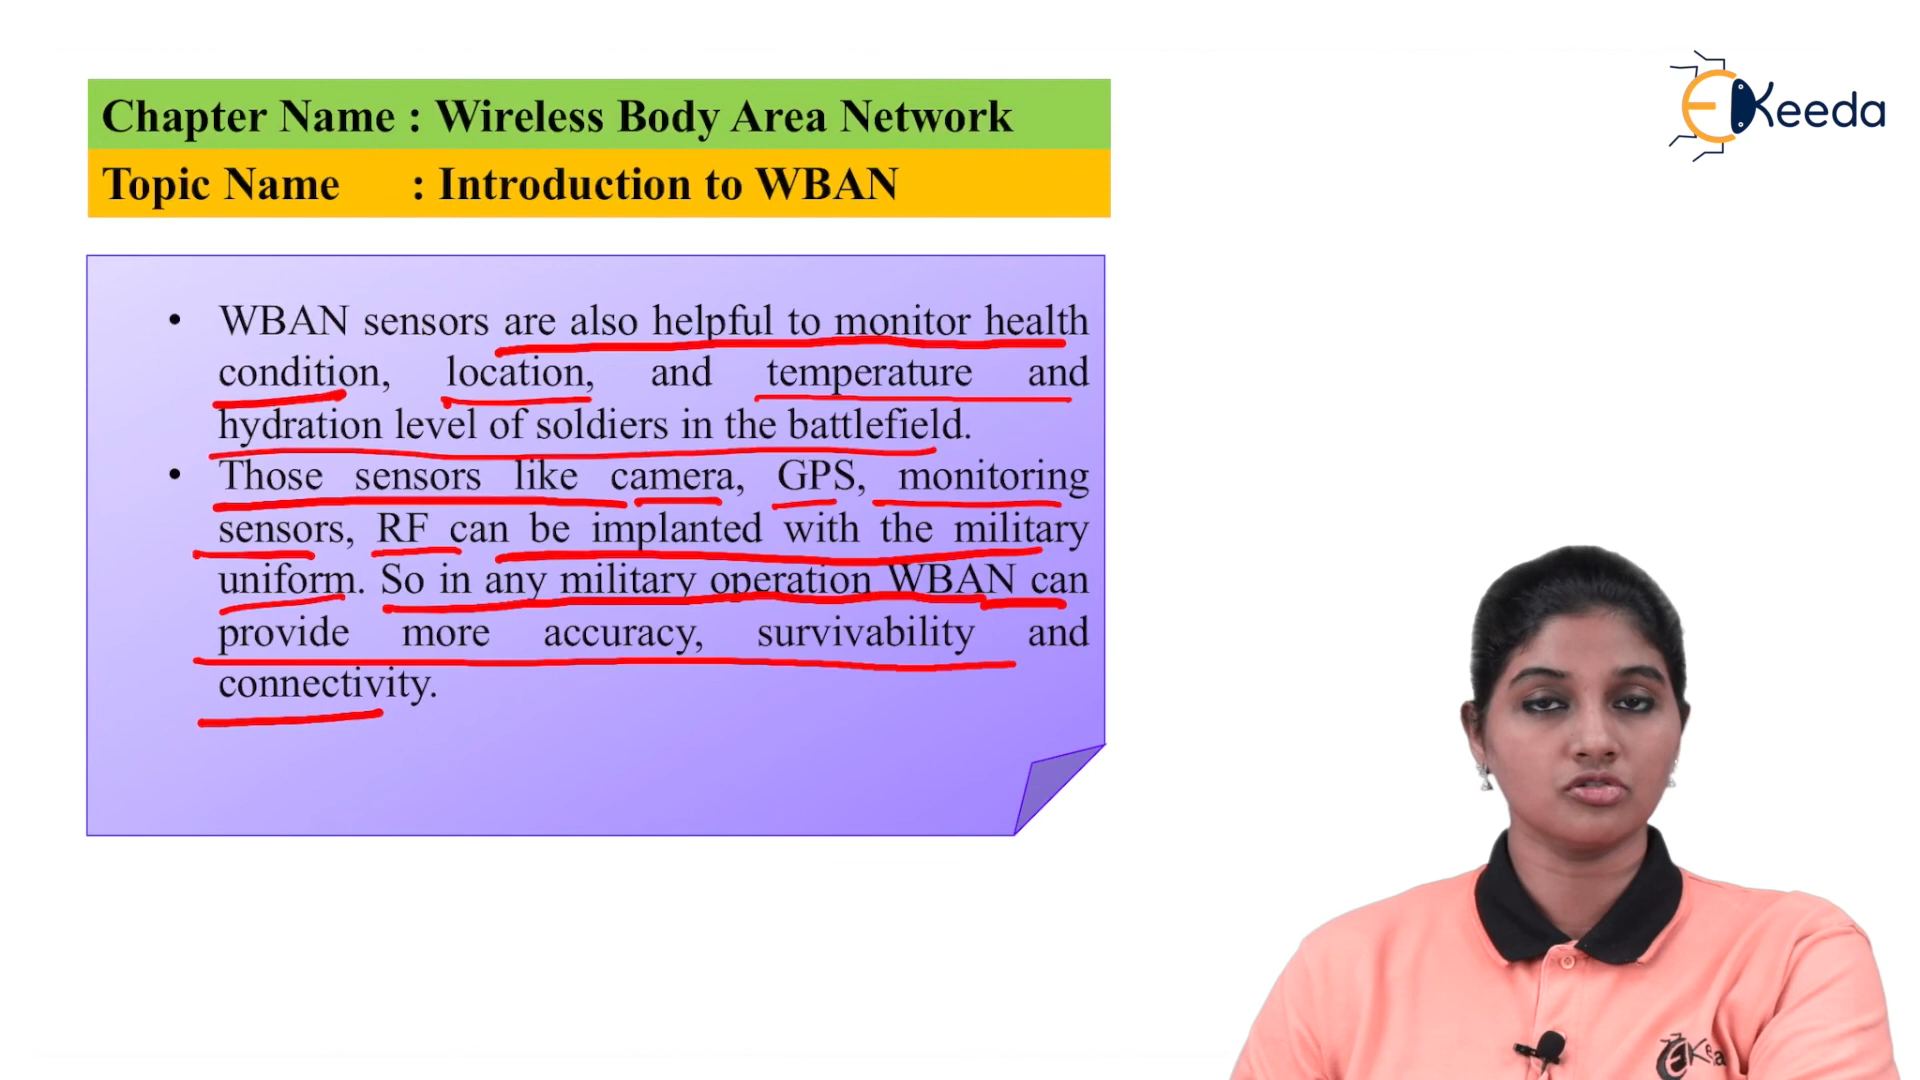 Chapter Name : Wireless Body Area Network
Topic Name : Introduction to WBAN
EKeeda
• WBAN sensors are also helpful to monitor health
condition, location, and temperature and
hydration level of soldiers in the battlefield.
• Those sensors like camera, GPS, monitoring
sensors, RF can be implanted with the military
uniform. So in any military operation WBAN can
provide more accuracy, survivability and
connectivity.